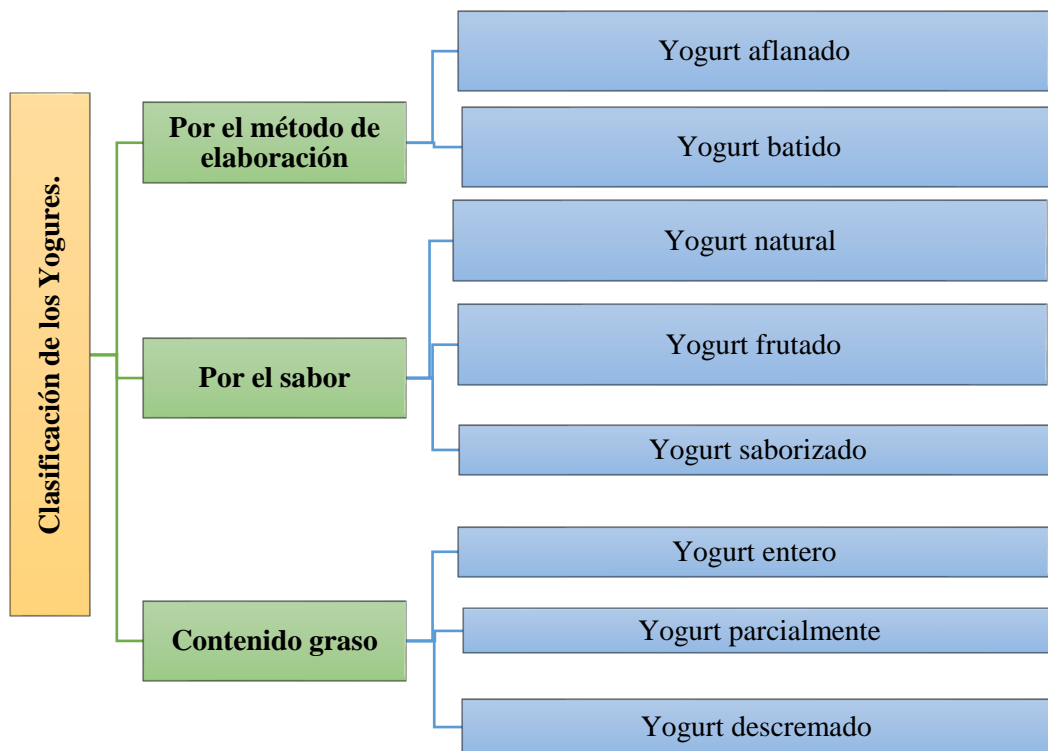 Clasificación de los Yogures.
Por el método de
elaboración
Yogurt aflanado
Yogurt batido
Por el sabor
Yogurt natural
Yogurt frutado
Yogurt saborizado
Contenido graso
Yogurt entero
Yogurt parcialmente
Yogurt descremado